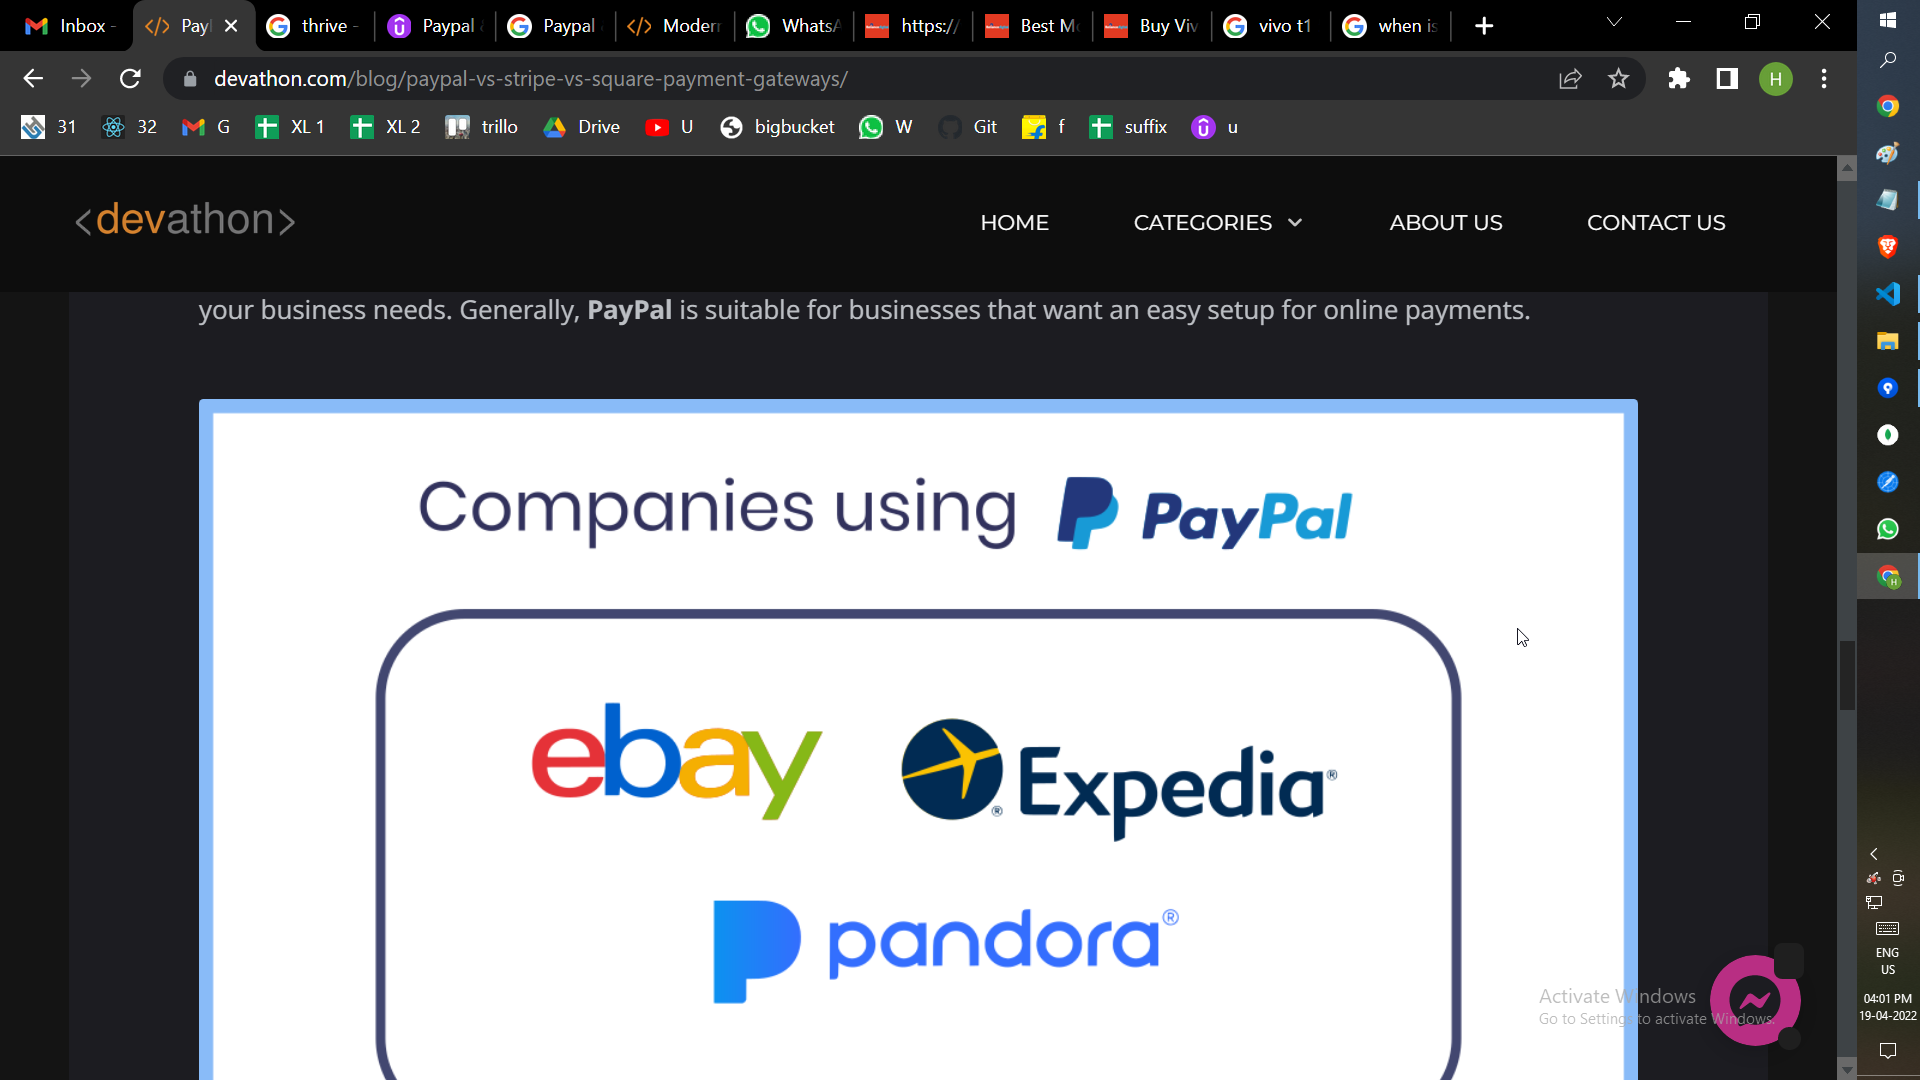 Inbox -
Payl
thrive -
Paypal
Paypal
Modern
WhatsA
https://
Best Mo
Buy Viv
vivo t1
when is
devathon.com/blog/paypal-vs-stripe-vs-square-payment-gateways/
H
31
32
G
XL 1
XL 2
trillo
Drive
U
bigbucket
W
Git
f
suffix
u
<devathon>
HOME
CATEGORIES
ABOUT US
CONTACT US
your business needs. Generally, PayPal is suitable for businesses that want an easy setup for online payments.
Companies using PayPal
ebay
Expedia®
pandora®
Activate Windows
Go to Settings to activate Windows.
ENG
US
04:01 PM
19-04-2022